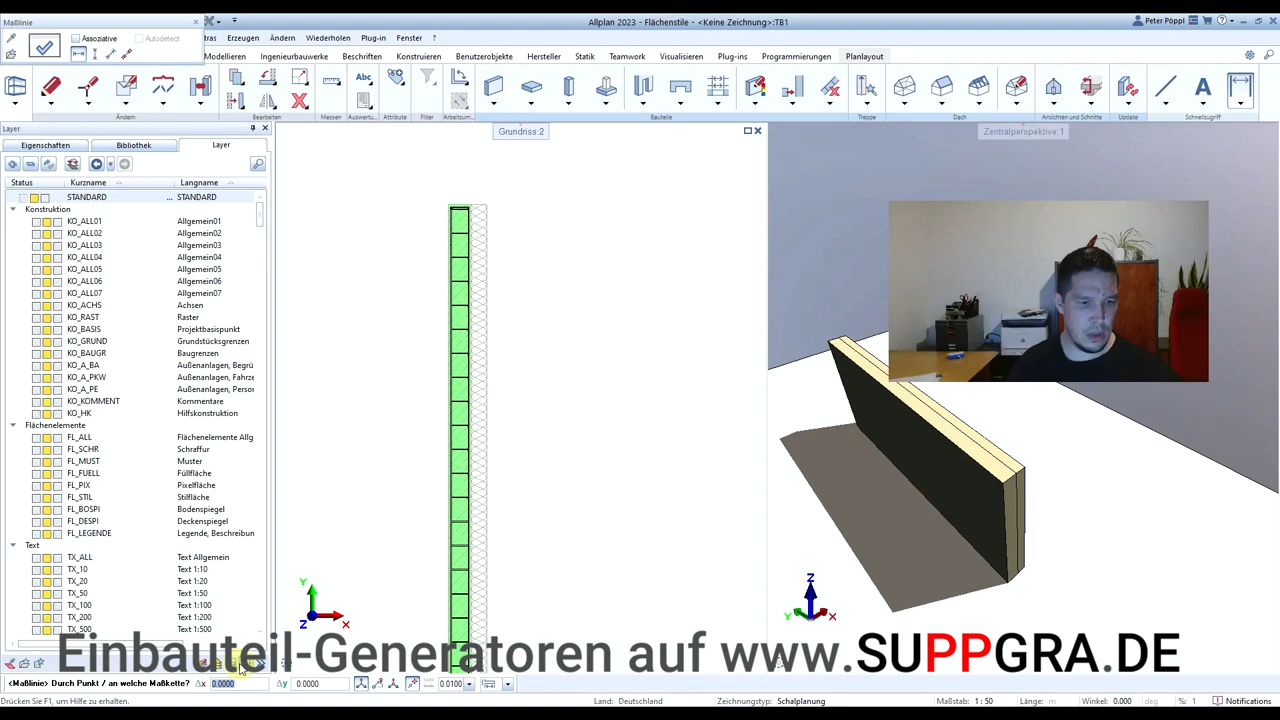 Maßlinie
Allplan 2023 - Flächenstile - <Keine Zeichnung>:TB1
Peter Pöppl
Assoziative
Autodetect
Erzeugen
Ändern
Wiederholen
Plug-in
Fenster
?
Modellieren
Ingenieurbauwerke
Beschriften
Konstruieren
Benutzerobjekte
Hersteller
Statik
Teamwork
Visualisieren
Plug-ins
Programmierungen
Planlayout
Abc
Ändern
Bearbeiten
Messen
Auswertu...
Attribute
Filter
Arbeitsum...
Bauteile
Treppe
Dach
Ansichten und Schnitte
Update
Schnellzugriff
Layer
Grundriss:2
Zentralperspektive:1
Eigenschaften
Bibliothek
Layer
Status
Kurzname
Langname
STANDARD
... STANDARD
Konstruktion
KO_ALL01 Allgemein01
KO_ALL02 Allgemein02
KO_ALL03 Allgemein03
KO_ALL04 Allgemein04
KO_ALL05 Allgemein05
KO_ALL06 Allgemein06
KO_ALL07 Allgemein07
KO_ACHS Achsen
KO_RAST Raster
KO_BASIS Projektbasispunkt
KO_GRUND Grundstücksgrenzen
KO_BAUGR Baugrenzen
KO_A_BA Außenanlagen, Begrü
KO_A_PKW Außenanlagen, Fahrze
KO_A_PE Außenanlagen, Person
KO_KOMMENT Kommentare
KO_HK Hilfskonstruktion
Flächenelemente
FL_ALL Flächenelemente Allg
FL_SCHR Schraffur
FL_MUST Muster
FL_FUELL Füllfläche
FL_PIX Pixelfläche
FL_STIL Stilfläche
FL_BOSPI Bodenspiegel
FL_DESPI Deckenspiegel
FL_LEGENDE Legende, Beschreibun
Text
TX_ALL Text Allgemein
TX_10 Text 1:10
TX_20 Text 1:20
TX_50 Text 1:50
TX_100 Text 1:100
TX_200 Text 1:200
TX_500 Text 1:500
Y
X
Z
Z
Y
X
Einbauteil-Generatoren auf www.SUPPGRA.DE
<Maßlinie> Durch Punkt / an welche Maßkette?
Δx 0.0000
Δy 0.0000
0.0100
Drücken Sie F1, um Hilfe zu erhalten.
Land: Deutschland
Zeichnungstyp: Schalplanung
Maßstab: 1 : 50
Länge: m
Winkel: 0.000 deg
%: 1
Notifications